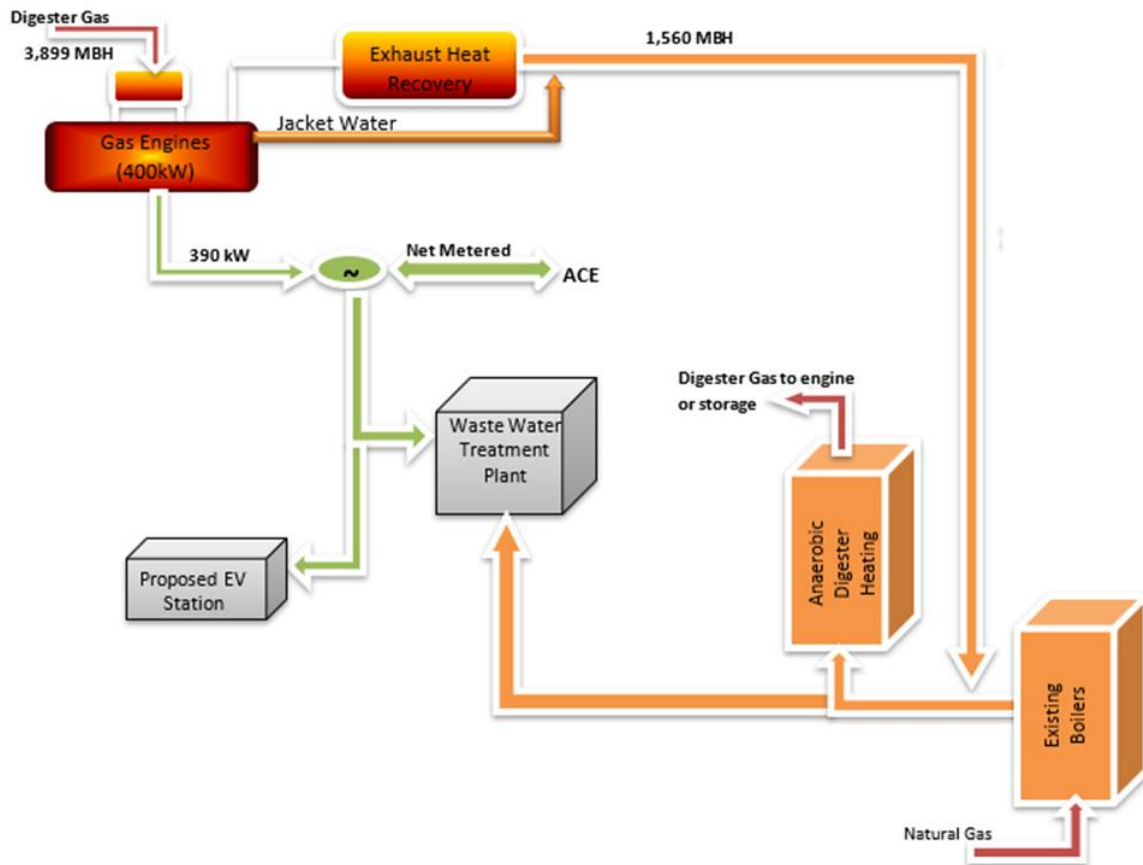 Digester Gas
3,899 MBH
Exhaust Heat
Recovery
1,560 MBH
Jacket Water
Gas Engines
(400kW)
390 kW
~
Net Metered
ACE
Digester Gas to engine
or storage
Waste Water
Treatment
Plant
Anaerobic
Digester
Heating
Proposed EV
Station
Existing
Boilers
Natural Gas